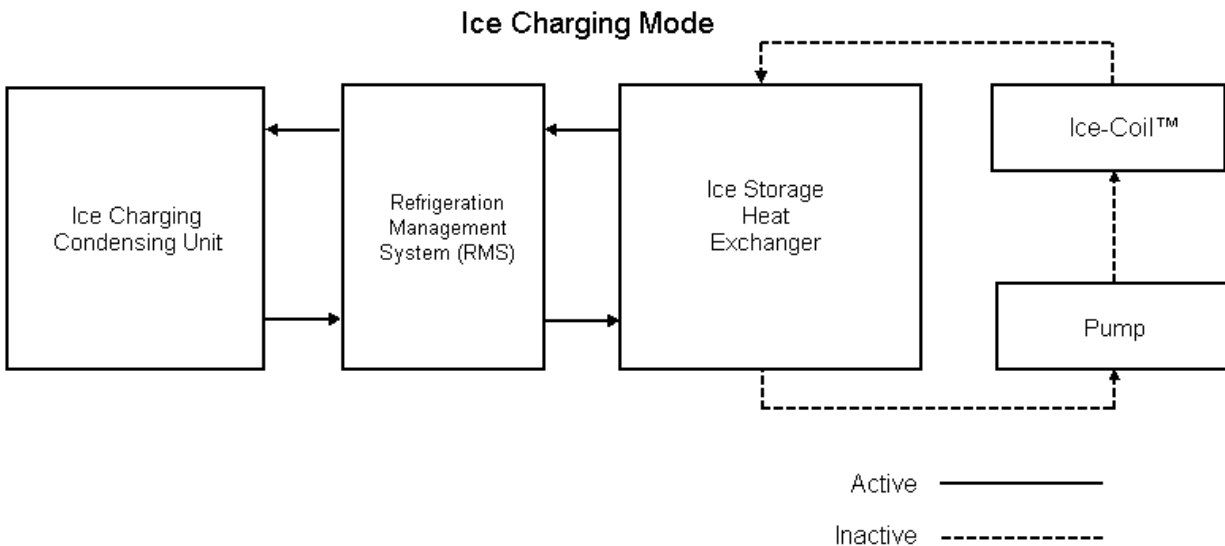 Ice Charging Mode
Ice Charging
Condensing Unit
Refrigeration
Management
System (RMS)
Ice Storage
Heat
Exchanger
Ice-Coil™
Pump
Active
Inactive